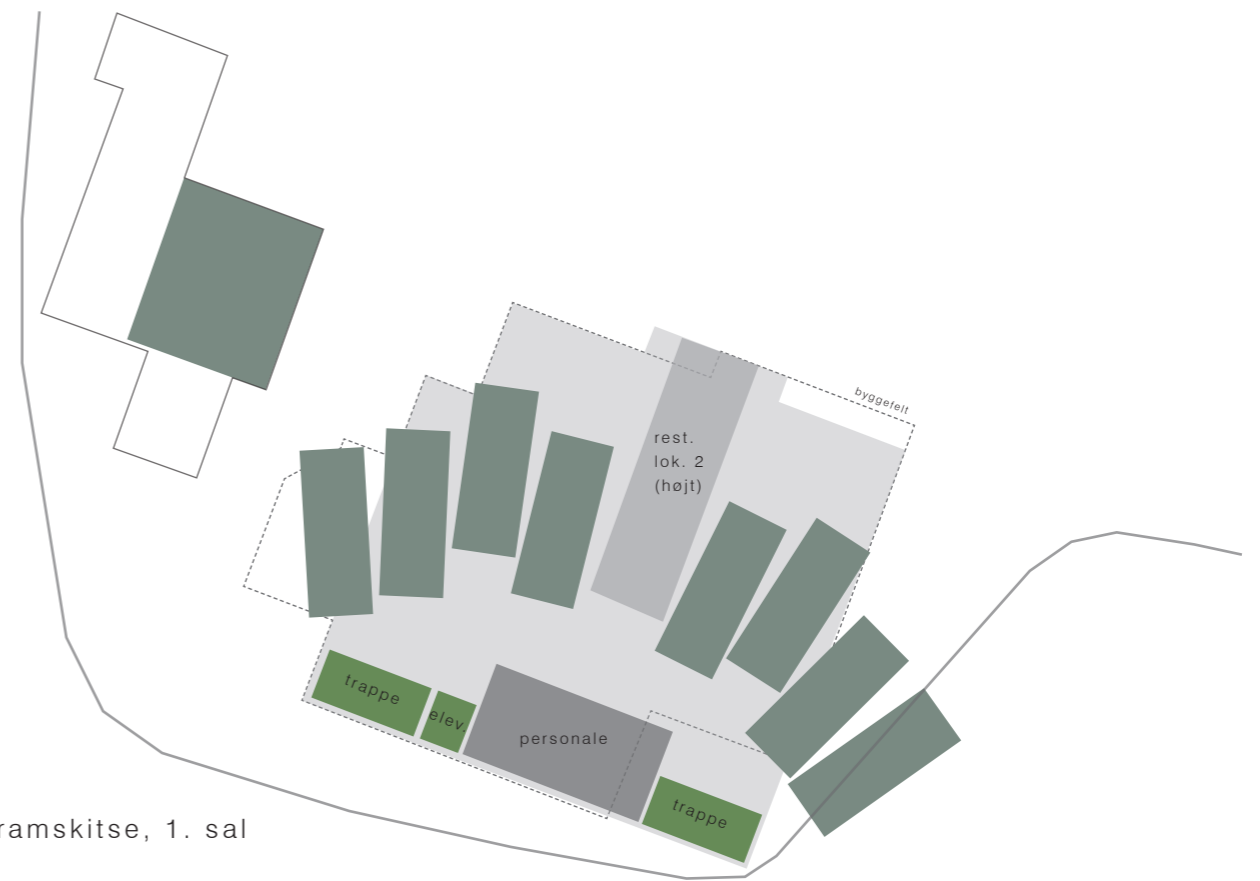 byggefelt
rest.
lok. 2
(højt)
trappe
elev.
personale
trappe
ramskitse, 1. sal